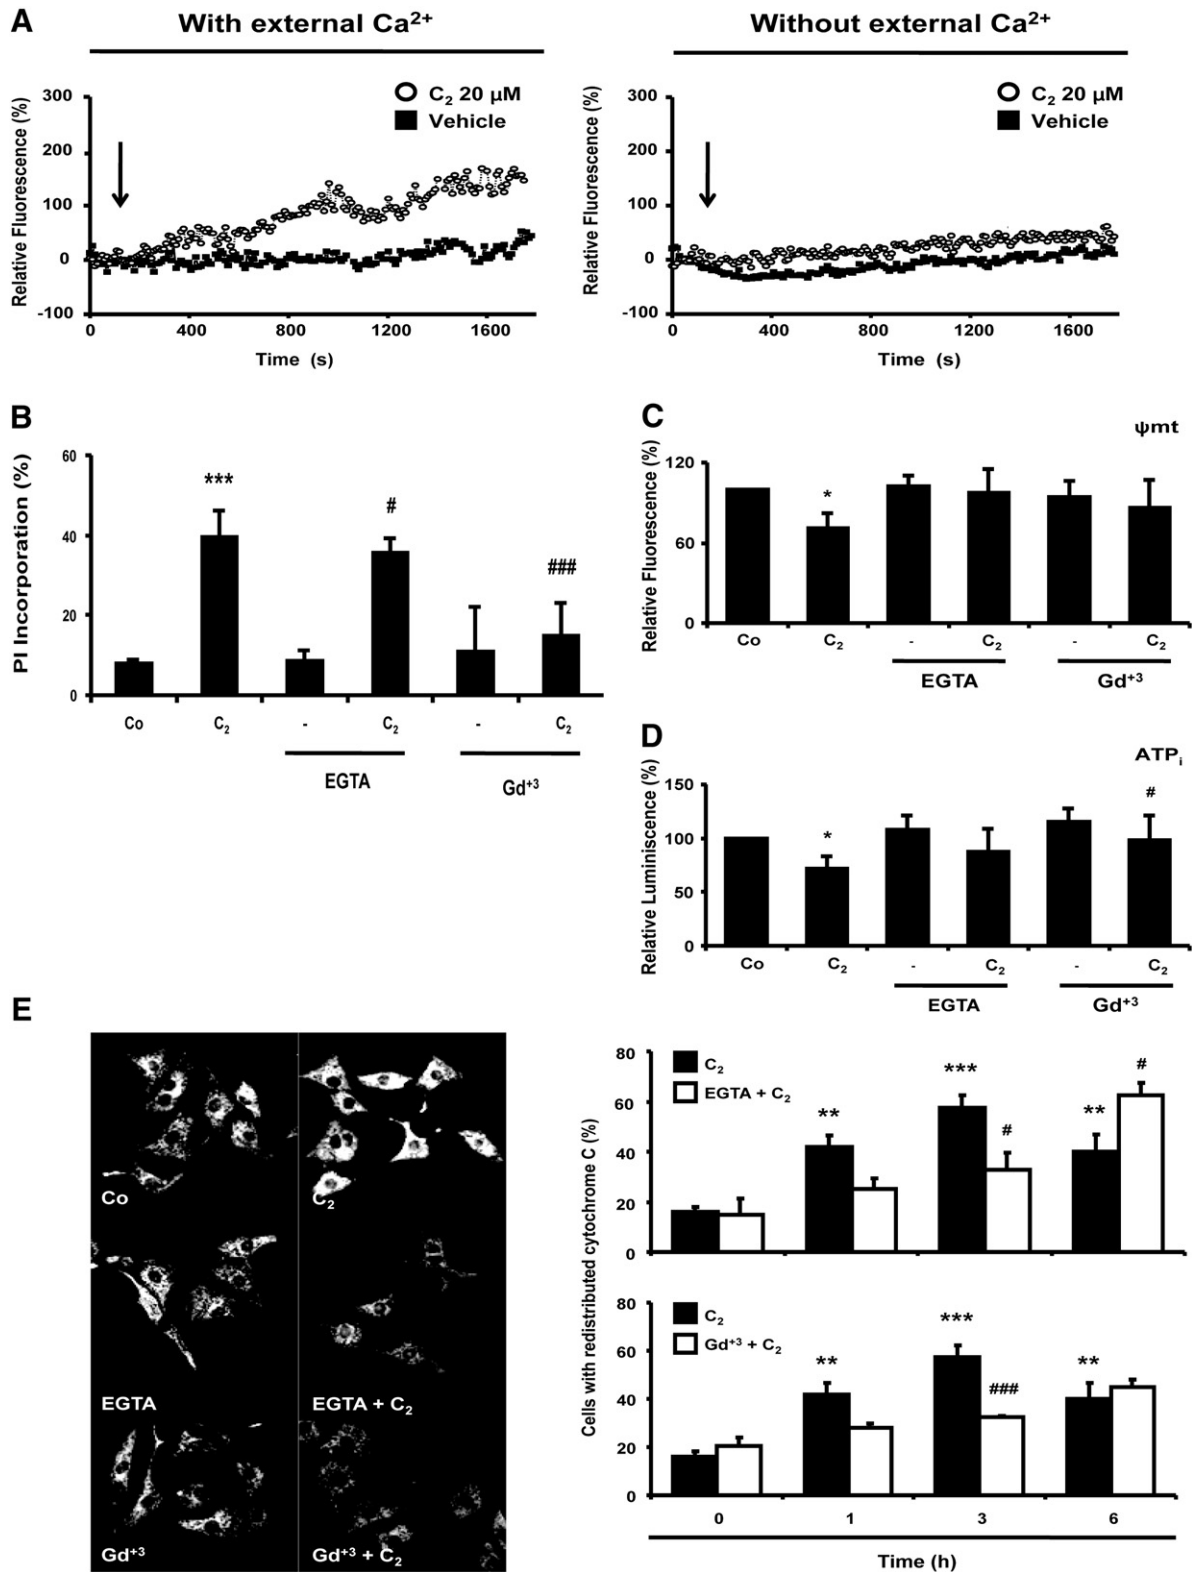 A
With external Ca2+
Without external Ca2+
C2 20 µM
Vehicle
Relative Fluorescence (%)
300
200
100
0
-100
0 400 800 1200 1600
Time (s)
C2 20 µM
Vehicle
Relative Fluorescence (%)
300
200
100
0
-100
0 400 800 1200 1600
Time (s)
B
PI Incorporation (%)
60
40
20
0
***
#
###
Co C2 - C2 - C2
EGTA Gd+3
C
ψmt
Relative Fluorescence (%)
120
60
0
*
Co C2 - C2 - C2
EGTA Gd+3
D
ATPi
Relative Luminiscence (%)
150
100
50
0
*
#
Co C2 - C2 - C2
EGTA Gd+3
E
Co
C2
EGTA
EGTA + C2
Gd+3
Gd+3 + C2
Cells with redistributed cytochrome C (%)
80
60
40
20
0
C2
EGTA + C2
**
***
#
**
#
80
60
40
20
0
C2
Gd+3 + C2
**
***
###
**
0 1 3 6
Time (h)